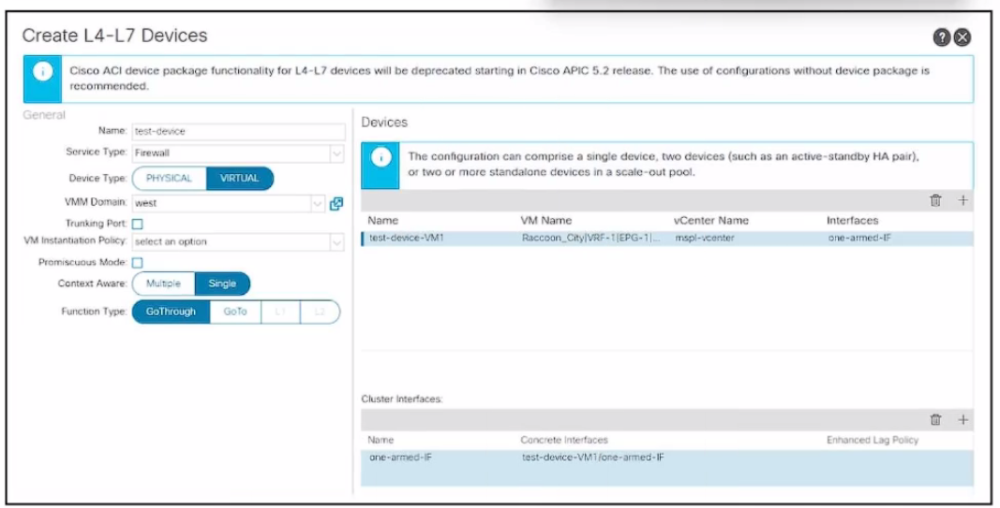 Create L4-L7 Devices
Cisco ACI device package functionality for L4-L7 devices will be deprecated starting in Cisco APIC 5.2 release. The use of configurations without device package is
recommended.
General
Name: test-device
Service Type: Firewall
Device Type: PHYSICAL VIRTUAL
VMM Domain: west
Trunking Port:
VM Instantiation Policy: select an option
Promiscuous Mode:
Context Aware: Multiple Single
Function Type: GoThrough GoTo L1 L2
Devices
The configuration can comprise a single device, two devices (such as an active-standby HA pair),
or two or more standalone devices in a scale-out pool.
Name VM Name vCenter Name Interfaces
test-device-VM1 Raccoon_City|VRF-1|EPG-1|... mspl-vcenter one-armed-IF
Cluster Interfaces:
Name Concrete Interfaces Enhanced Lag Policy
one-armed-IF test-device-VM1/one-armed-IF